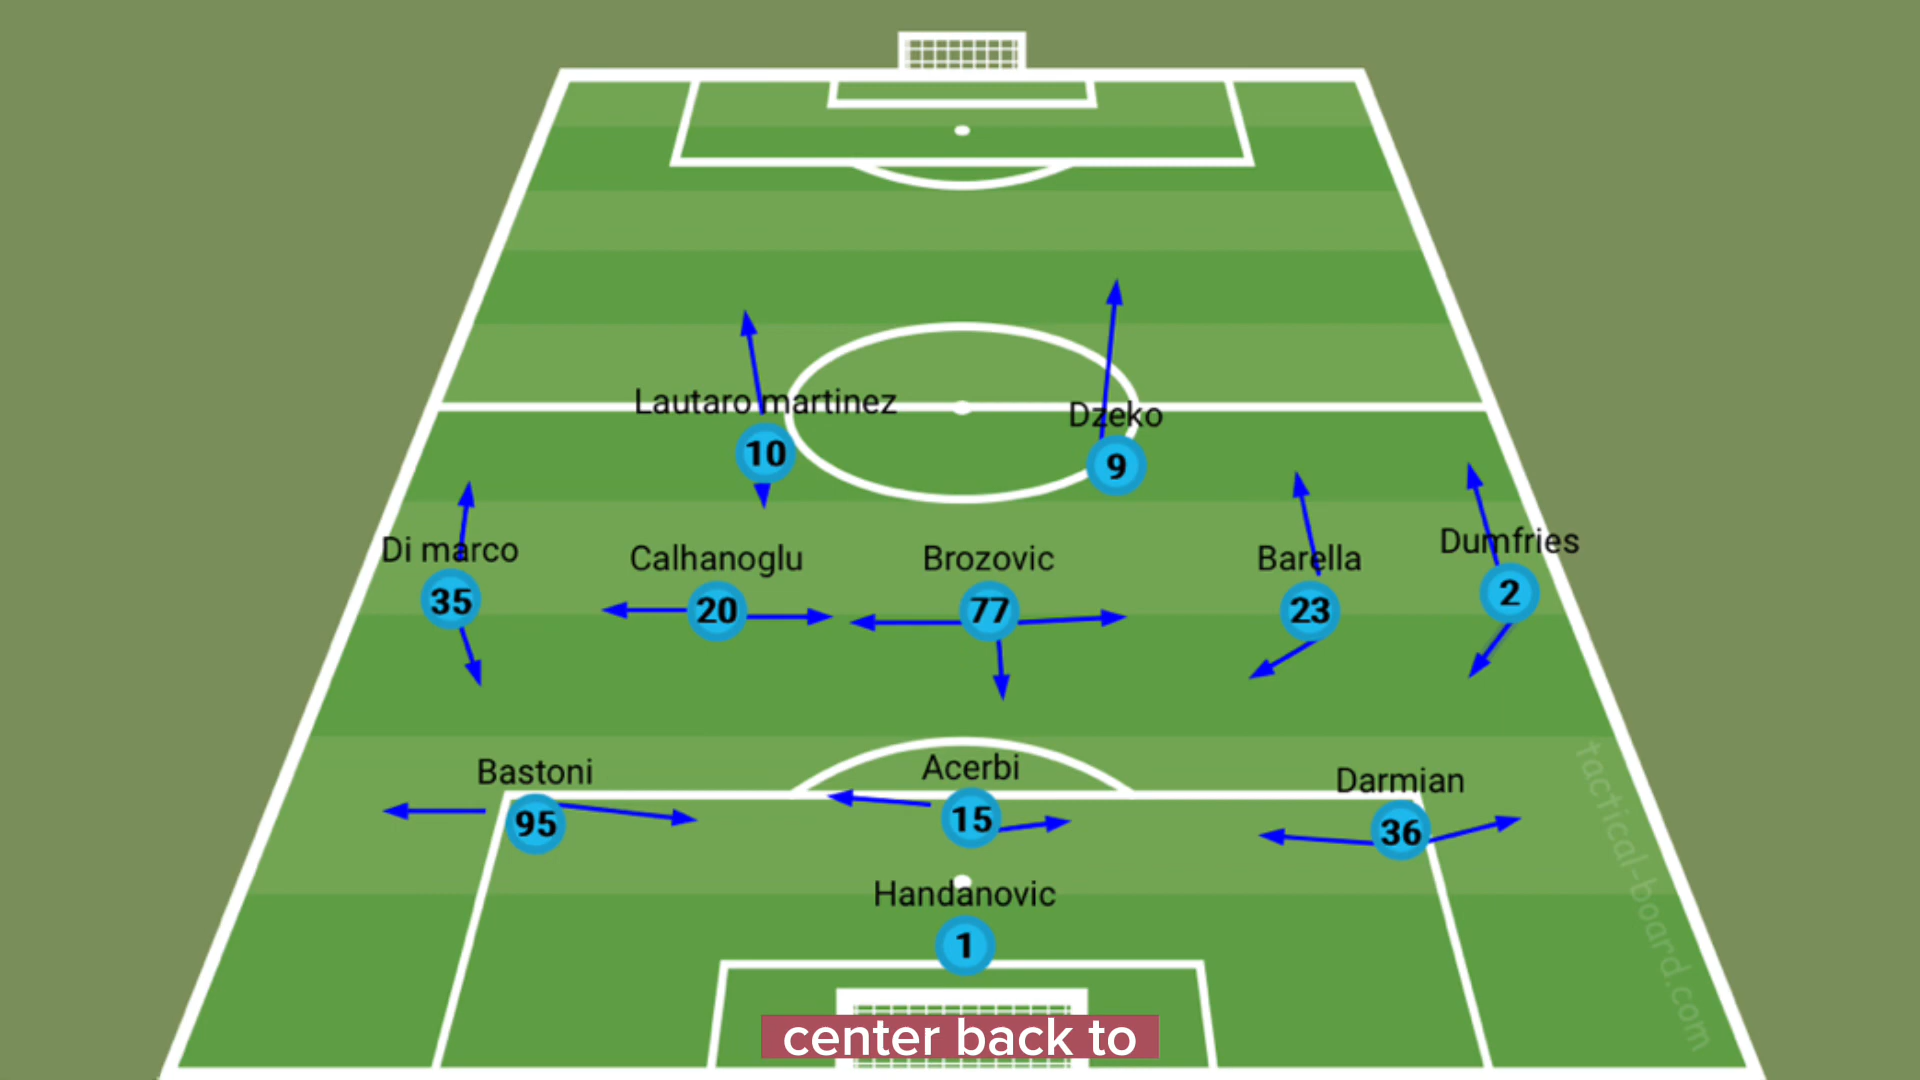 Lautaro martinez
10
Dzeko
9
Di marco
35
Calhanoglu
20
Brozovic
77
Barella
23
Dumfries
2
Bastoni
95
Acerbi
15
Darmian
36
Handanovic
1
tactical-board.com
center back to